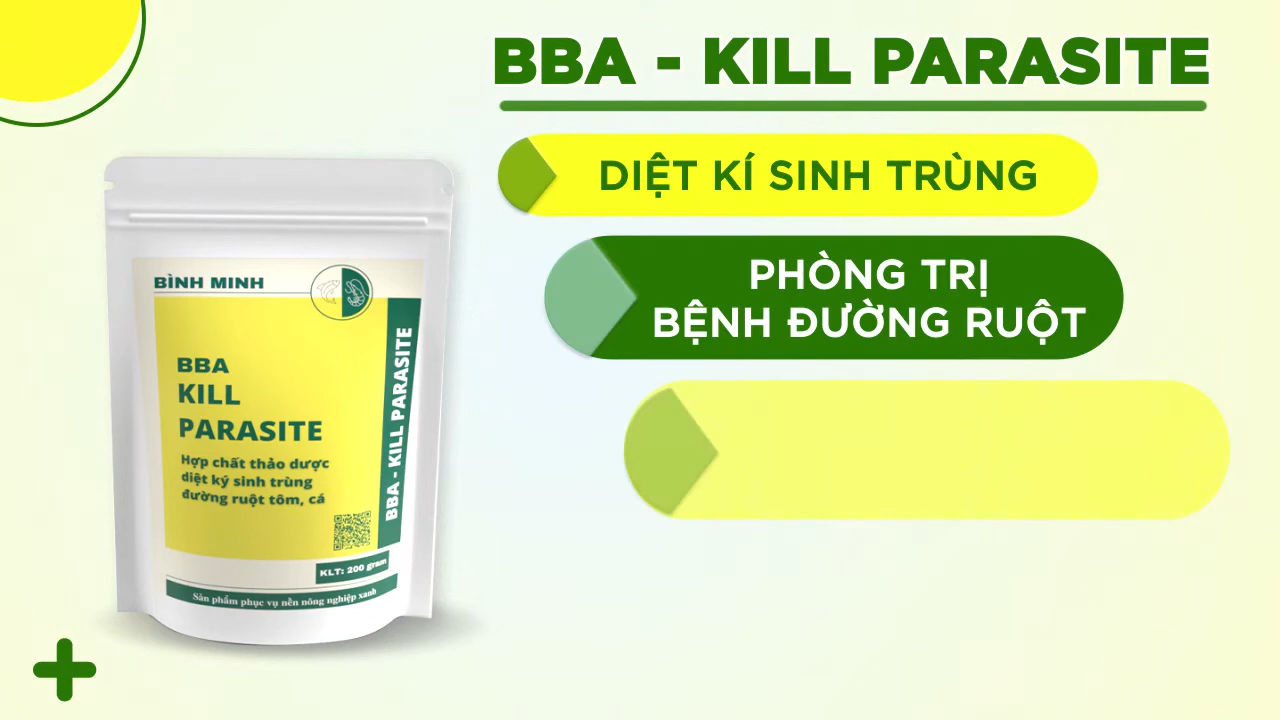 BBA - KILL PARASITE
DIỆT KÍ SINH TRÙNG
PHÒNG TRỊ
BỆNH ĐƯỜNG RUỘT
BÌNH MINH
BBA
KILL
PARASITE
Hợp chất thảo dược
diệt ký sinh trùng
đường ruột tôm, cá
BBA - KILL PARASITE
KLT: 200 gram
Sản phẩm phục vụ nền nông nghiệp xanh